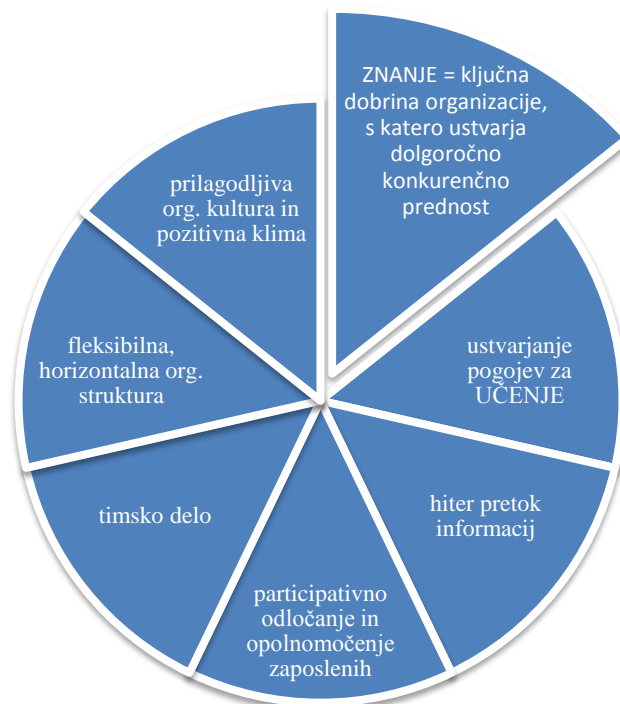 ZNANJE = ključna
dobrina organizacije,
s katero ustvarja
dolgoročno
konkurenčno
prednost
ustvarjanje
pogojev za
UČENJE
hiter pretok
informacij
participativno
odločanje in
opolnomočenje
zaposlenih
timsko delo
fleksibilna,
horizontalna org.
struktura
prilagodljiva
org. kultura in
pozitivna klima